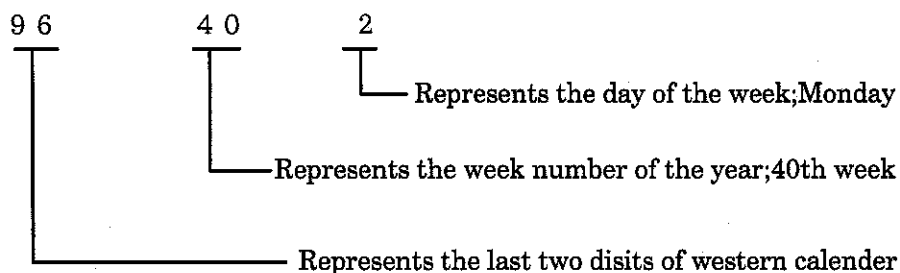 9 6 4 0 2
Represents the day of the week;Monday
Represents the week number of the year;40th week
Represents the last two disits of western calender